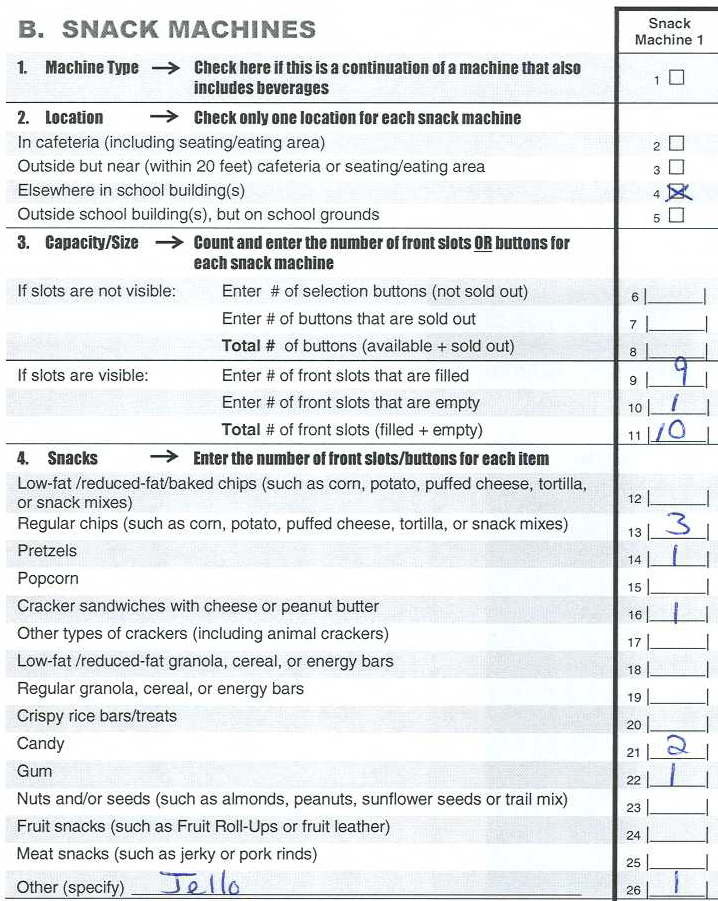 B. SNACK MACHINES
Snack
Machine 1
1. Machine Type → Check here if this is a continuation of a machine that also
includes beverages 1 ☐
2. Location → Check only one location for each snack machine
In cafeteria (including seating/eating area) 2 ☐
Outside but near (within 20 feet) cafeteria or seating/eating area 3 ☐
Elsewhere in school building(s) 4 ☒
Outside school building(s), but on school grounds 5 ☐
3. Capacity/Size → Count and enter the number of front slots OR buttons for
each snack machine
If slots are not visible: Enter # of selection buttons (not sold out) 6
Enter # of buttons that are sold out 7
Total # of buttons (available + sold out) 8
If slots are visible: Enter # of front slots that are filled 9 9
Enter # of front slots that are empty 10 1
Total # of front slots (filled + empty) 11 10
4. Snacks → Enter the number of front slots/buttons for each item
Low-fat /reduced-fat/baked chips (such as corn, potato, puffed cheese, tortilla,
or snack mixes) 12
Regular chips (such as corn, potato, puffed cheese, tortilla, or snack mixes) 13 3
Pretzels 14 1
Popcorn 15
Cracker sandwiches with cheese or peanut butter 16 1
Other types of crackers (including animal crackers) 17
Low-fat /reduced-fat granola, cereal, or energy bars 18
Regular granola, cereal, or energy bars 19
Crispy rice bars/treats 20
Candy 21 2
Gum 22 1
Nuts and/or seeds (such as almonds, peanuts, sunflower seeds or trail mix) 23
Fruit snacks (such as Fruit Roll-Ups or fruit leather) 24
Meat snacks (such as jerky or pork rinds) 25
Other (specify) Jello 26 1